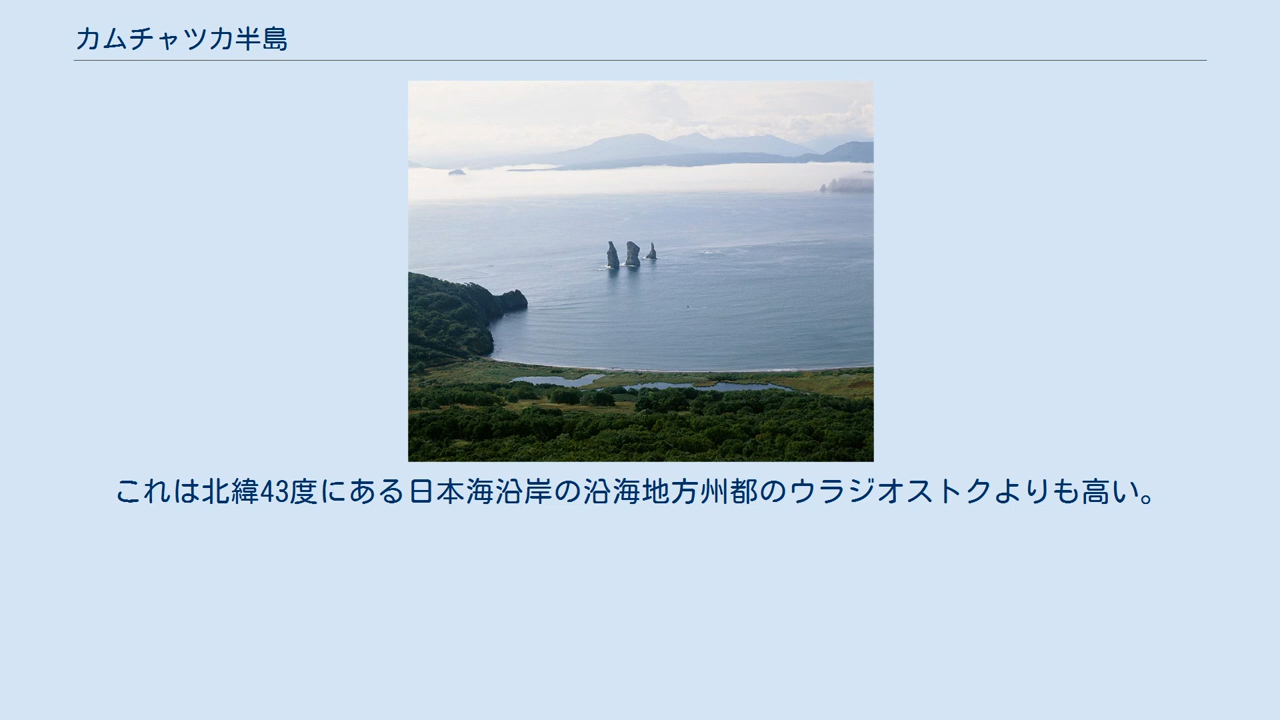 カムチャツカ半島
これは北緯43度にある日本海沿岸の沿海地方州都のウラジオストクよりも高い。